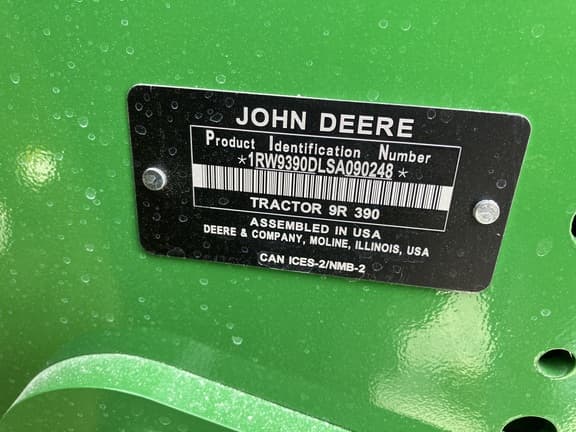 JOHN DEERE
Product Identification Number
*1RW9390DLSA090248*
TRACTOR 9R 390
ASSEMBLED IN USA
DEERE & COMPANY, MOLINE, ILLINOIS, USA
CAN ICES-2/NMB-2